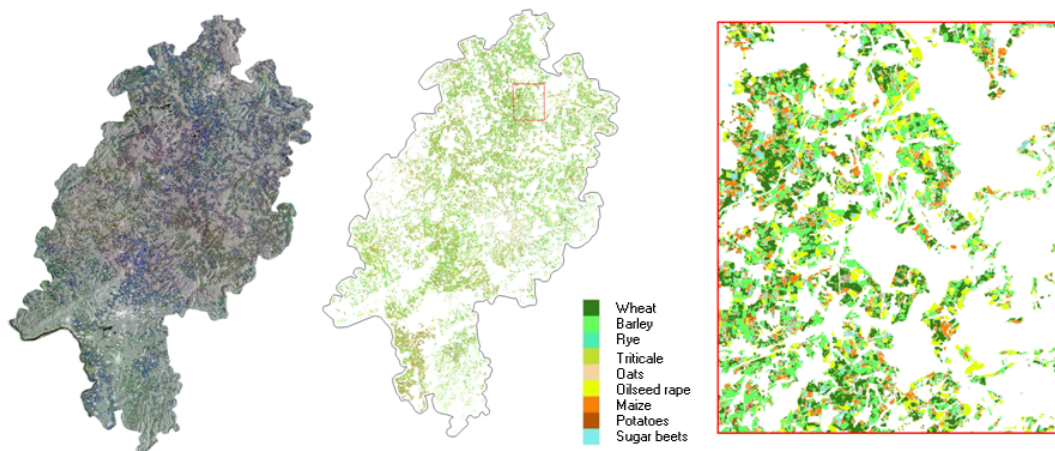 Wheat
Barley
Rye
Triticale
Oats
Oilseed rape
Maize
Potatoes
Sugar beets